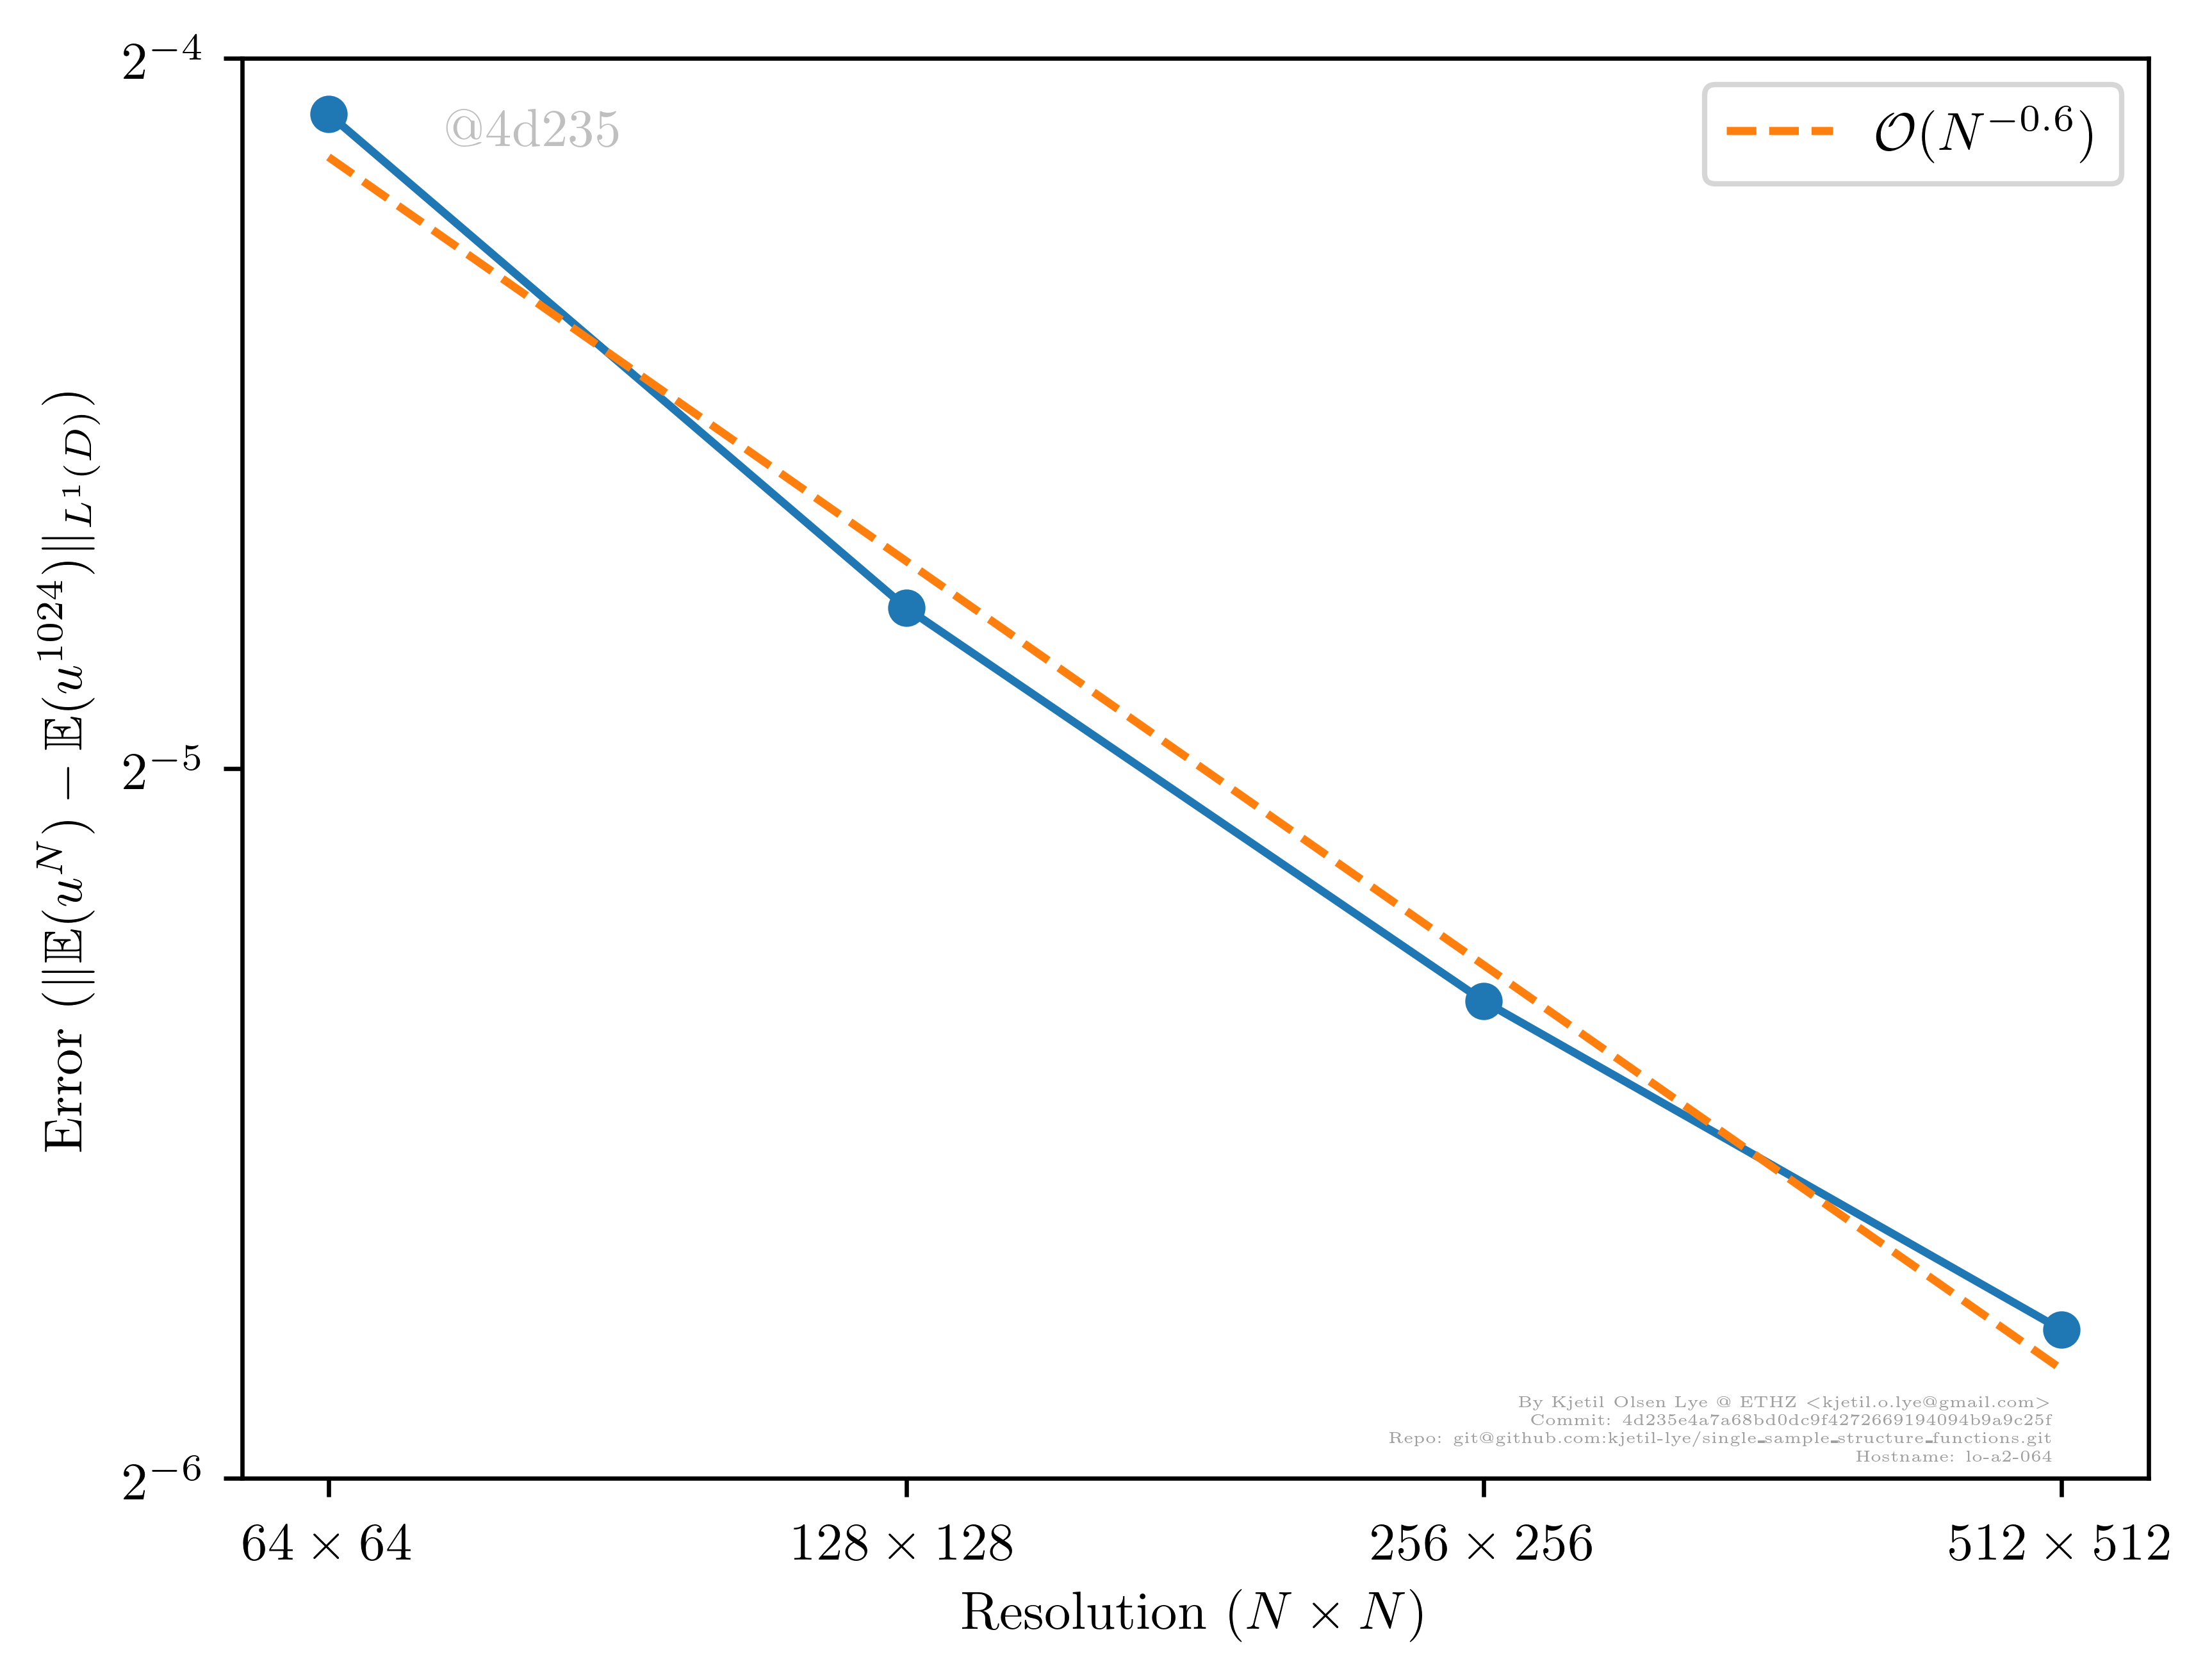 2^{-4}
@4d235
\mathcal{O}(N^{-0.6})
Error (||𝔼(u^N) − 𝔼(u^{1024})||_{L^1(D)})
2^{-5}
By Kjetil Olsen Lye @ ETHZ <kjetil.o.lye@gmail.com>
Commit: 4d235e4a7a68bd0dc9f4272669194094b9a9c25f
Repo: git@github.com:kjetil-lye/single_sample_structure_functions.git
Hostname: lo-a2-064
2^{-6}
64 × 64 128 × 128 256 × 256 512 × 512
Resolution (N × N)